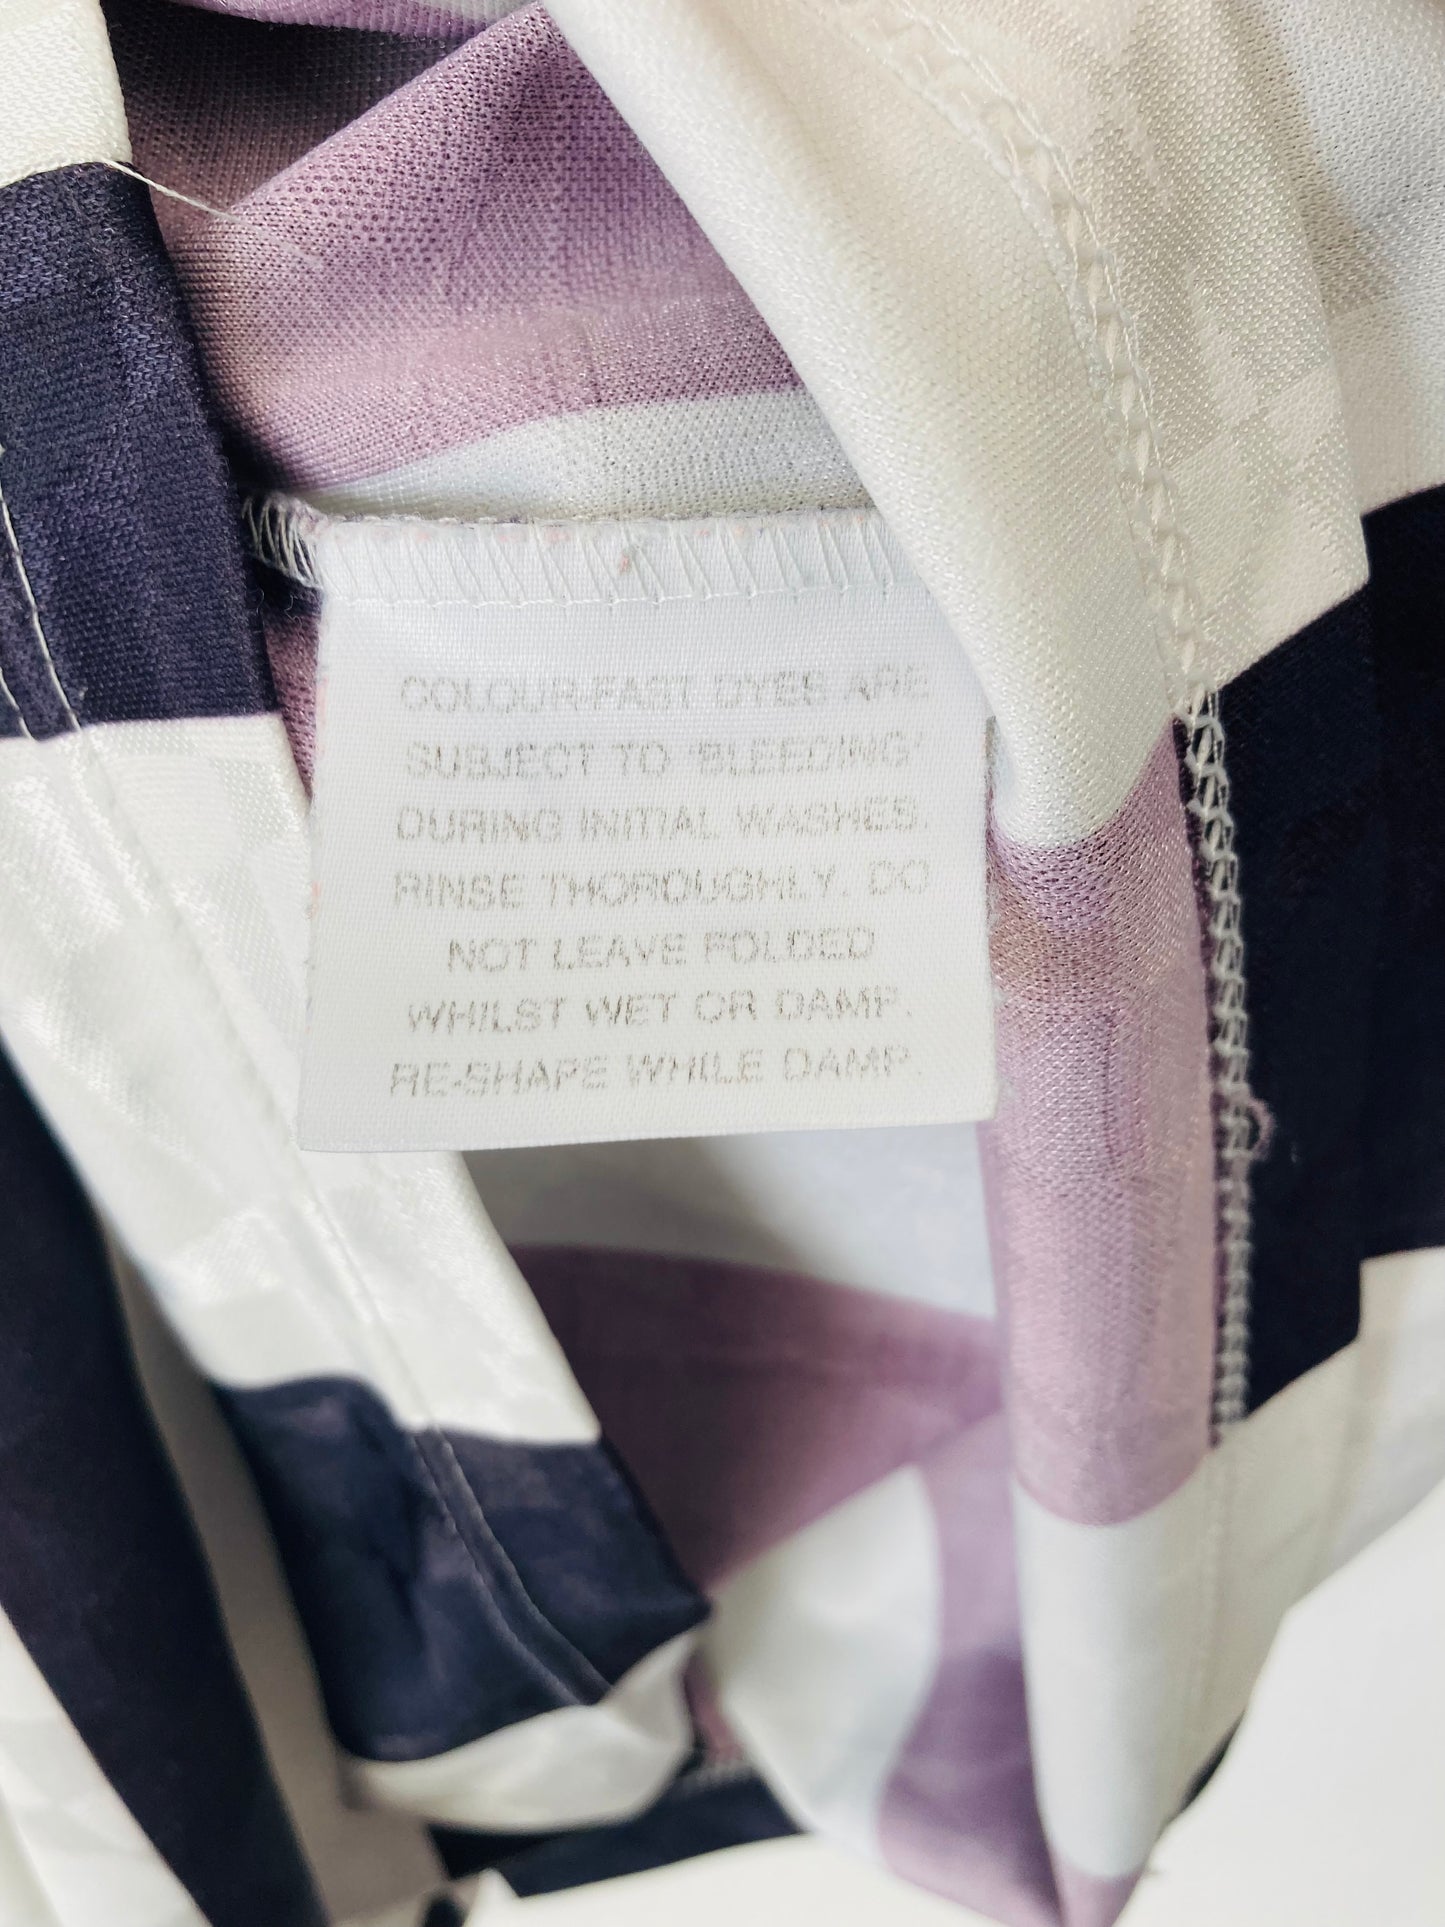 COLOUR-FAST DYES ARE
SUBJECT TO 'BLEEDING'
DURING INITIAL WASHES.
RINSE THOROUGHLY. DO
NOT LEAVE FOLDED
WHILST WET OR DAMP.
RE-SHAPE WHILE DAMP.